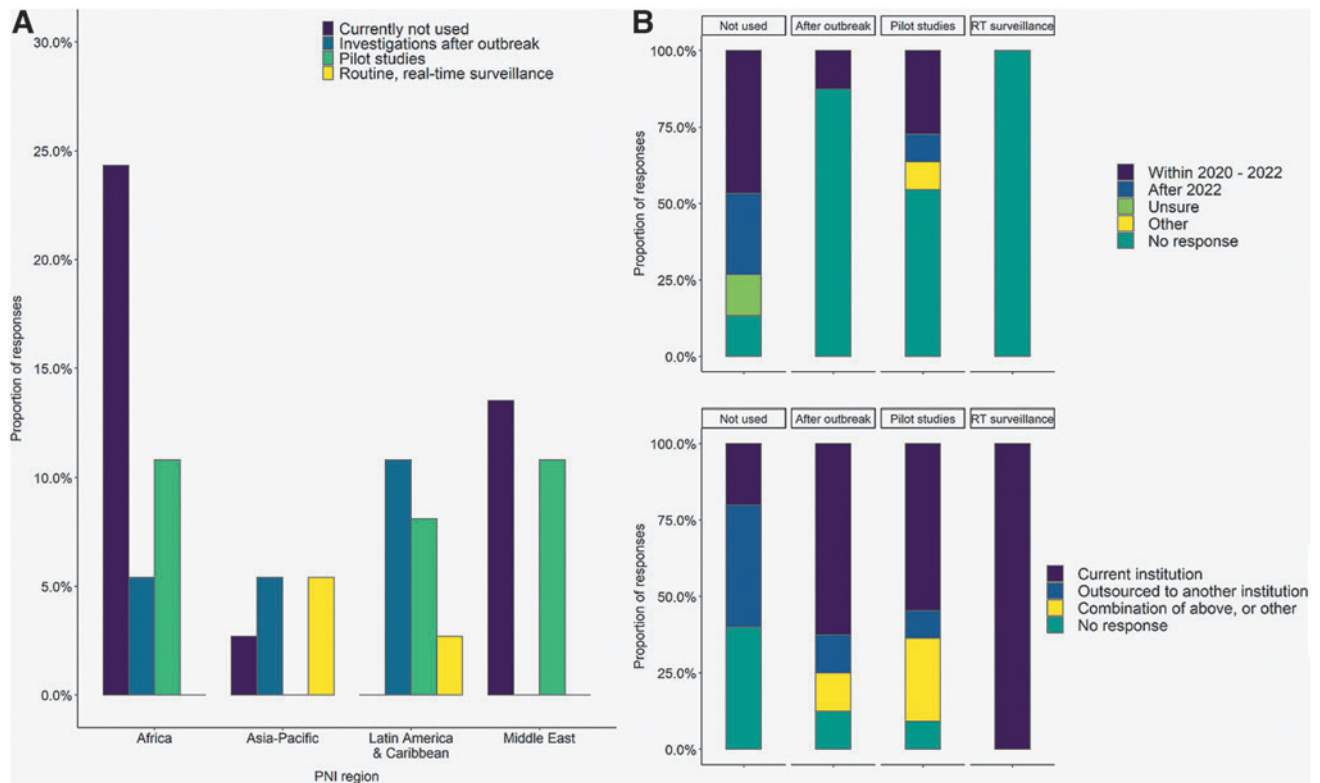 A
Currently not used
Investigations after outbreak
Pilot studies
Routine, real-time surveillance
30.0%
25.0%
20.0%
15.0%
10.0%
5.0%
0.0%
Proportion of responses
Africa
Asia-Pacific
Latin America
& Caribbean
Middle East
PNI region
B
Not used
After outbreak
Pilot studies
RT surveillance
100.0%
75.0%
50.0%
25.0%
0.0%
Proportion of responses
Within 2020 - 2022
After 2022
Unsure
Other
No response
Not used
After outbreak
Pilot studies
RT surveillance
100.0%
75.0%
50.0%
25.0%
0.0%
Proportion of responses
Current institution
Outsourced to another institution
Combination of above, or other
No response